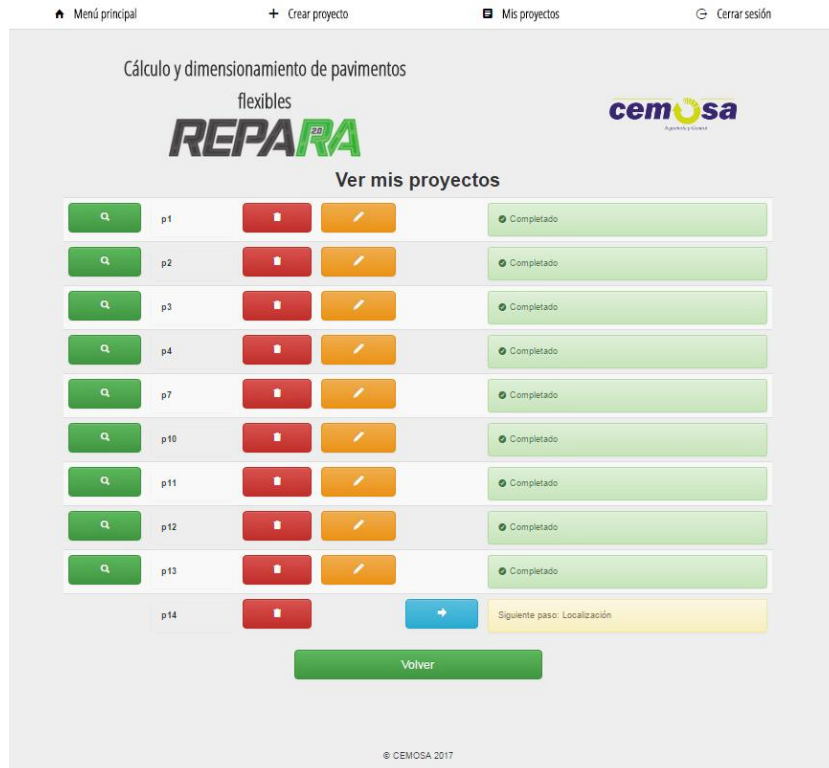 Menú principal
Crear proyecto
Mis proyectos
Cerrar sesión
Cálculo y dimensionamiento de pavimentos
flexibles
REPARA 2.0
cemosa
Ingeniería y Control
Ver mis proyectos
p1 Completado
p2 Completado
p3 Completado
p4 Completado
p7 Completado
p10 Completado
p11 Completado
p12 Completado
p13 Completado
p14 Siguiente paso: Localización
Volver
© CEMOSA 2017